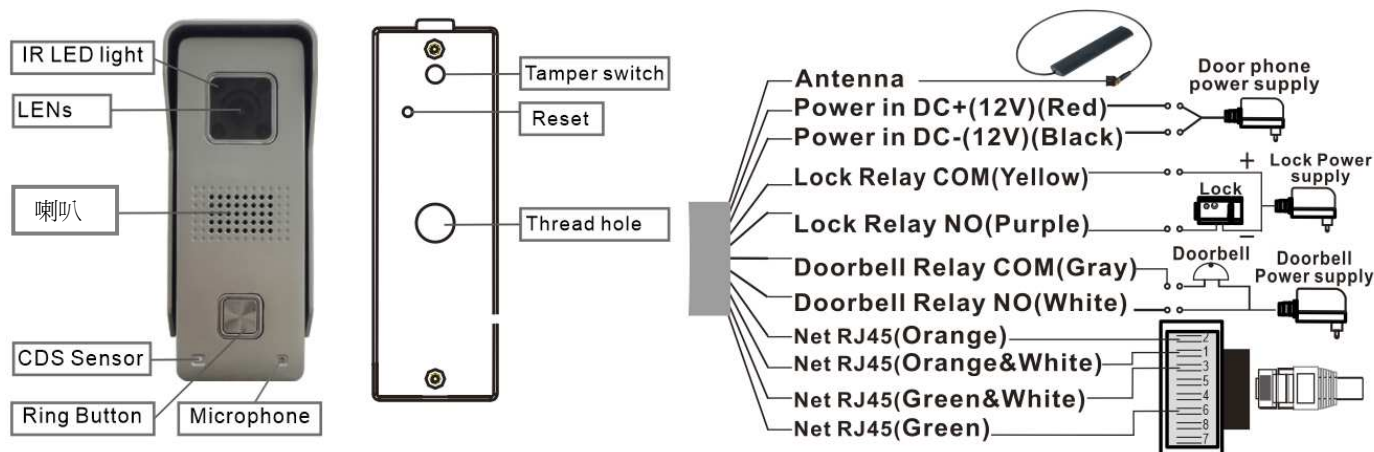 IR LED light
LENs
喇叭
CDS Sensor
Ring Button
Microphone
Tamper switch
Reset
Thread hole
Antenna
Power in DC+(12V)(Red)
Power in DC-(12V)(Black)
Lock Relay COM(Yellow)
Lock Relay NO(Purple)
Doorbell Relay COM(Gray)
Doorbell Relay NO(White)
Net RJ45(Orange)
Net RJ45(Orange&White)
Net RJ45(Green&White)
Net RJ45(Green)
Door phone
power supply
+
Lock Power
supply
Lock
−
Doorbell
Doorbell
Power supply
2
1
3
5
4
6
8
7